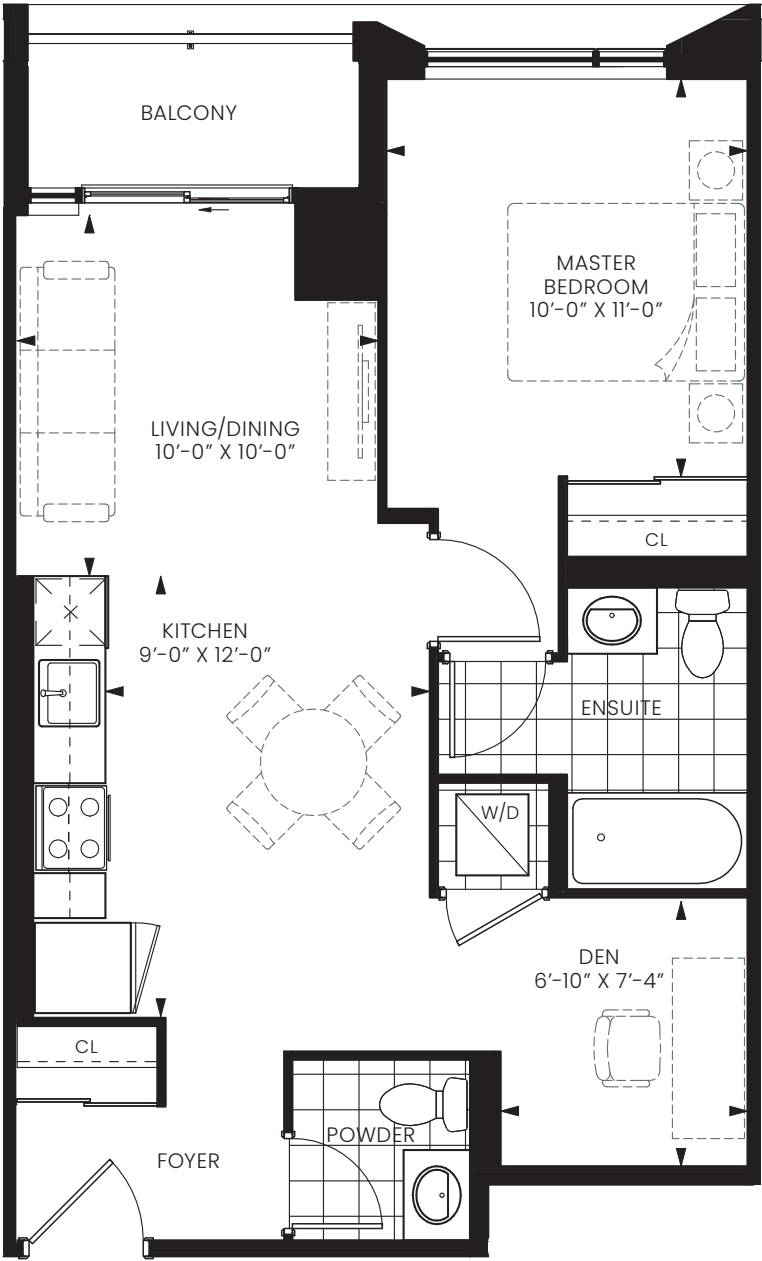 BALCONY
MASTER
BEDROOM
10’-0” X 11’-0”
LIVING/DINING
10’-0” X 10’-0”
CL
KITCHEN
9’-0” X 12’-0”
ENSUITE
W/D
DEN
6’-10” X 7’-4”
CL
POWDER
FOYER